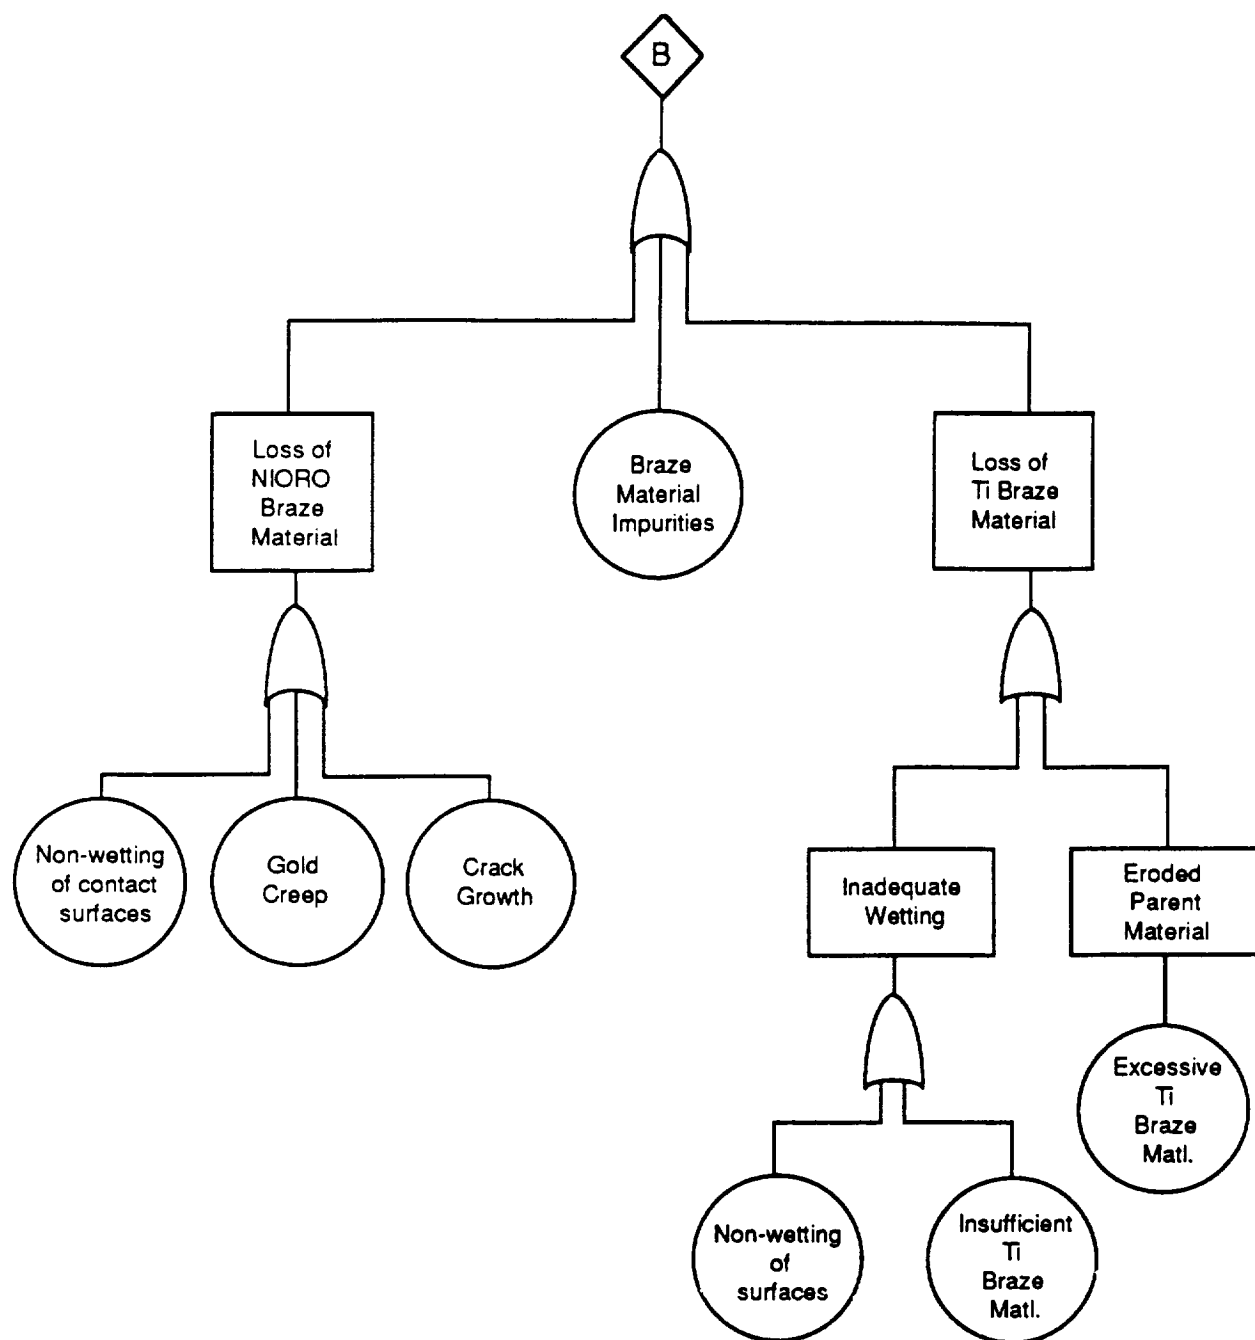 B
Loss of
NIORO
Braze
Material
Braze
Material
Impurities
Loss of
Ti Braze
Material
Non-wetting
of contact
surfaces
Gold
Creep
Crack
Growth
Inadequate
Wetting
Eroded
Parent
Material
Excessive
Ti
Braze
Matl.
Non-wetting
of
surfaces
Insufficient
Ti
Braze
Matl.